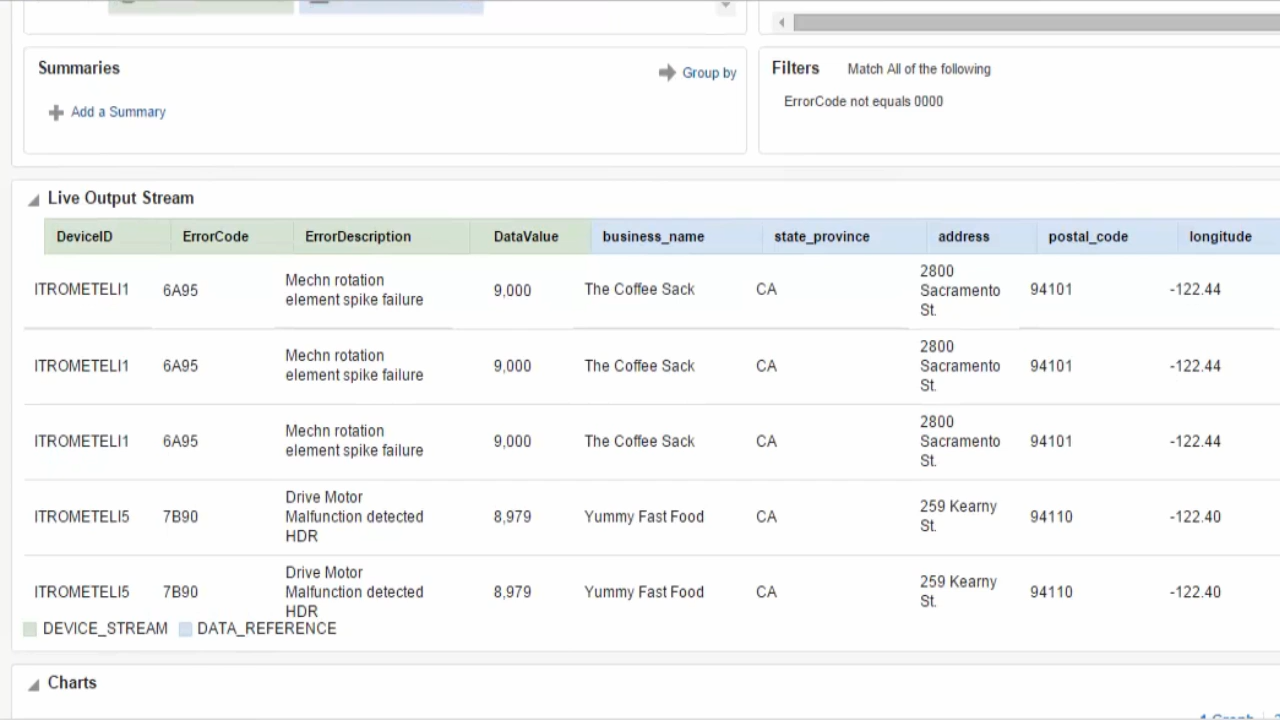 Summaries
Group by
Add a Summary
Filters Match All of the following
ErrorCode not equals 0000
Live Output Stream
DeviceID ErrorCode ErrorDescription DataValue business_name state_province address postal_code longitude
ITROMETELI1 6A95 Mechn rotation element spike failure 9,000 The Coffee Sack CA 2800 Sacramento St. 94101 -122.44
ITROMETELI1 6A95 Mechn rotation element spike failure 9,000 The Coffee Sack CA 2800 Sacramento St. 94101 -122.44
ITROMETELI1 6A95 Mechn rotation element spike failure 9,000 The Coffee Sack CA 2800 Sacramento St. 94101 -122.44
ITROMETELI5 7B90 Drive Motor Malfunction detected HDR 8,979 Yummy Fast Food CA 259 Kearny St. 94110 -122.40
ITROMETELI5 7B90 Drive Motor Malfunction detected HDR 8,979 Yummy Fast Food CA 259 Kearny St. 94110 -122.40
DEVICE_STREAM DATA_REFERENCE
Charts